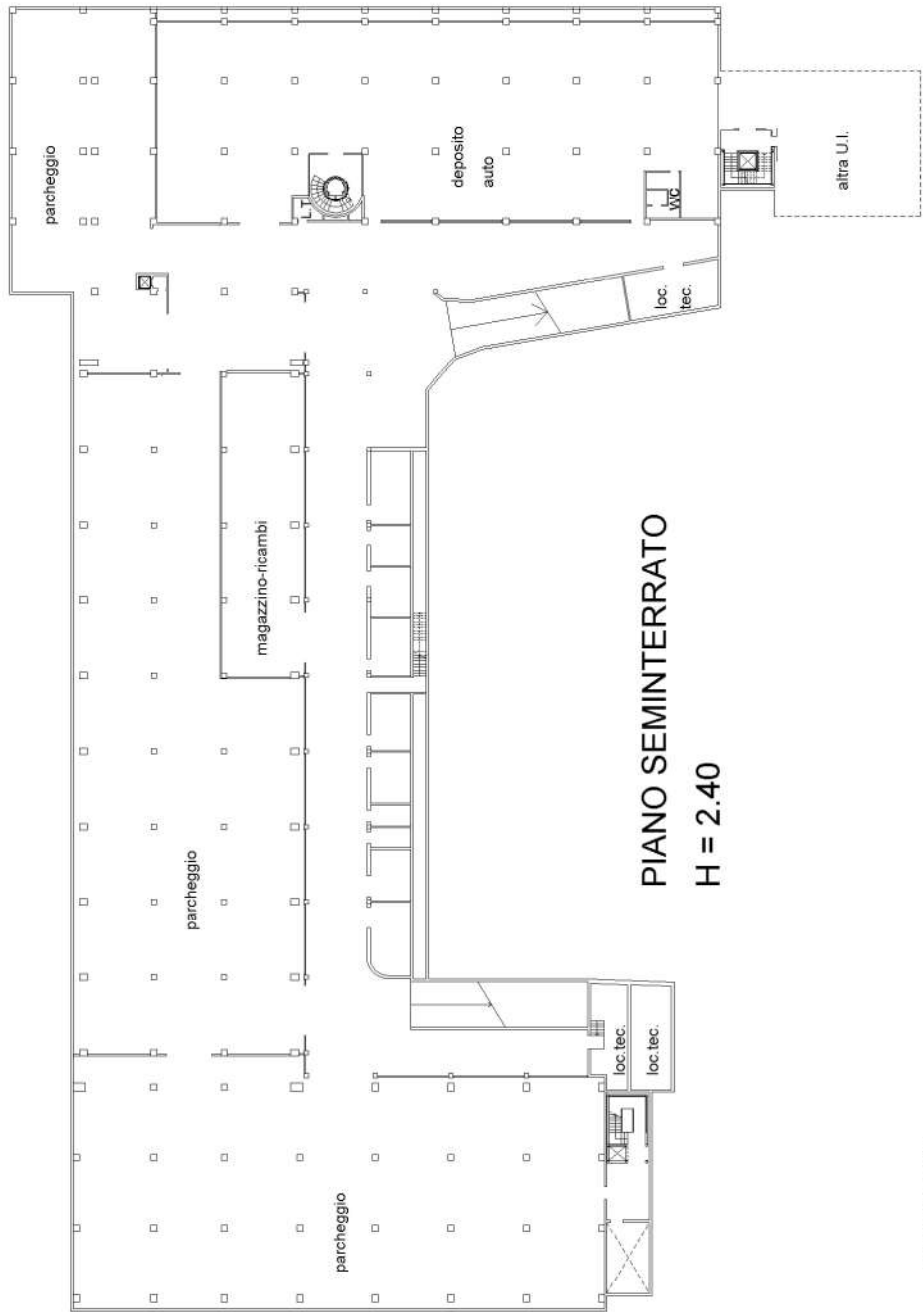 parcheggio
parcheggio
magazzino-ricambi
parcheggio
deposito
auto
L.T.
WC
loc.
tec.
loc.tec.
loc.tec.
altra U.I.
PIANO SEMINTERRATO
H = 2.40